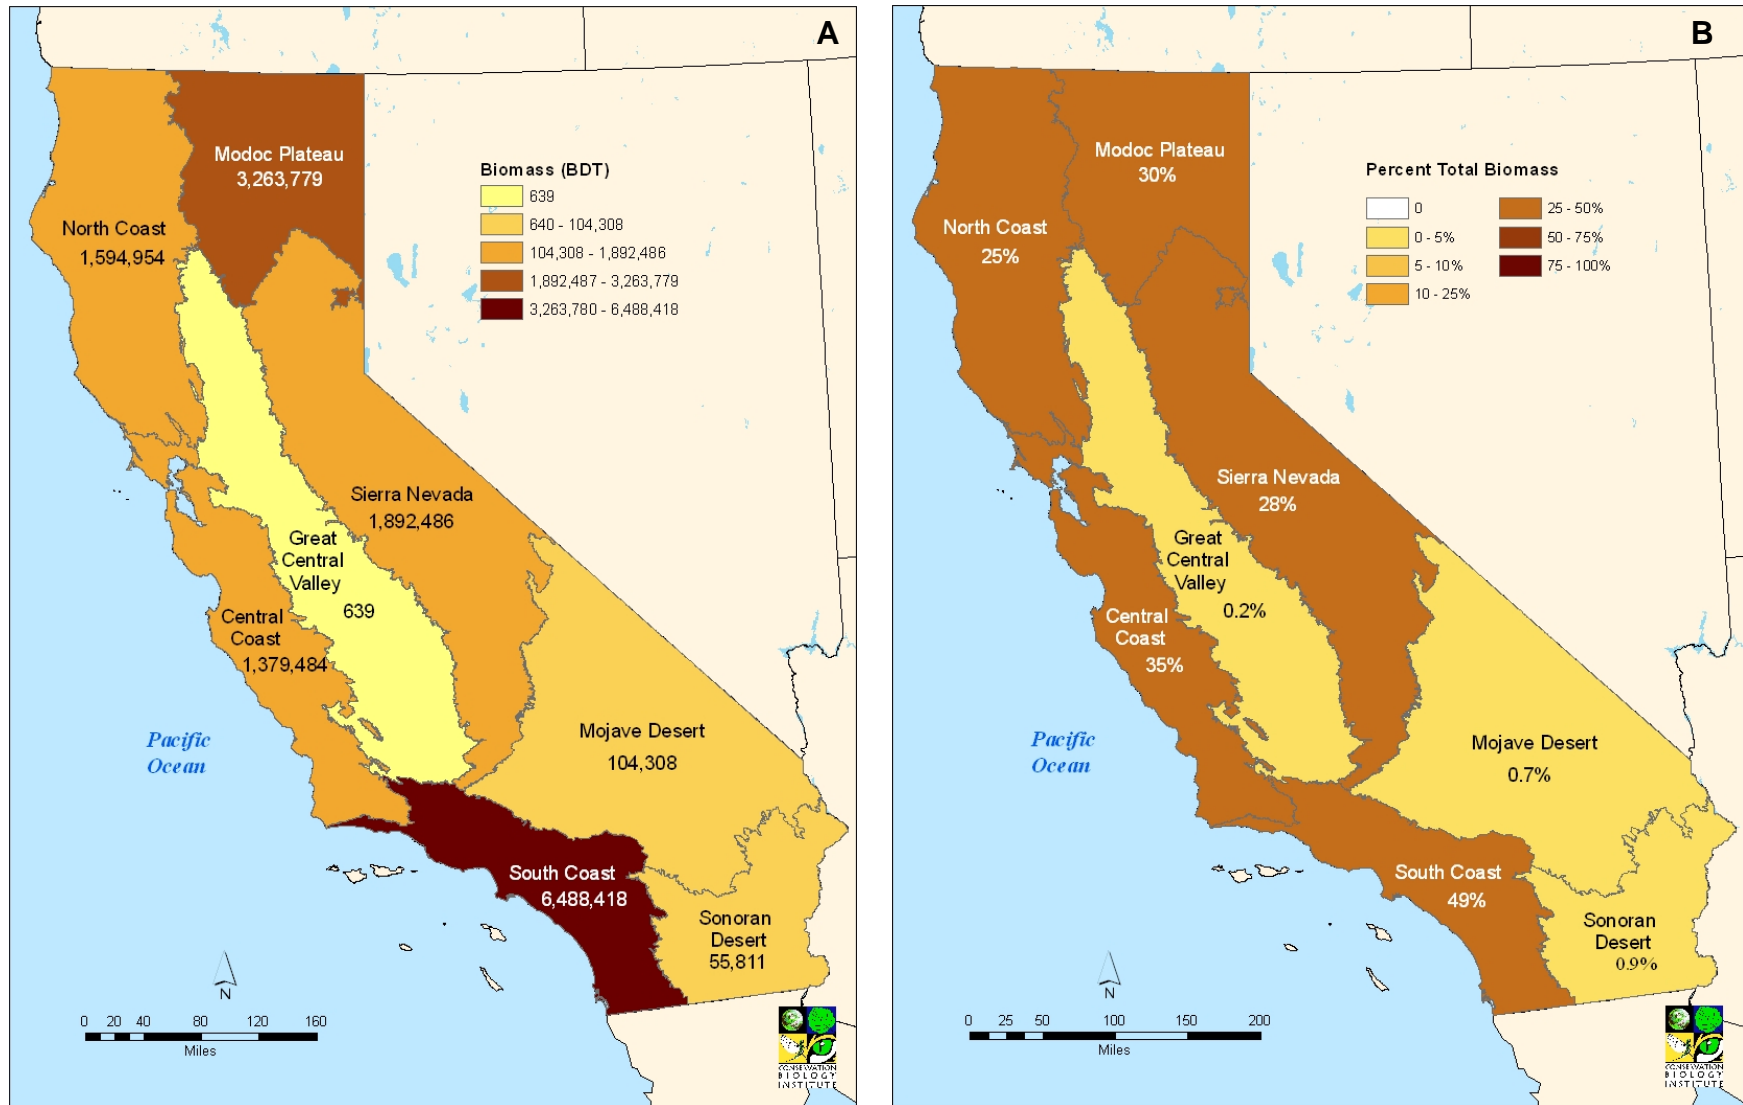 A
Modoc Plateau
3,263,779
North Coast
1,594,954
Biomass (BDT)
639
640 - 104,308
104,308 - 1,892,486
1,892,487 - 3,263,779
3,263,780 - 6,488,418
Sierra Nevada
1,892,486
Great
Central
Valley
639
Central
Coast
1,379,484
Pacific
Ocean
Mojave Desert
104,308
South Coast
6,488,418
Sonoran
Desert
55,811
N
0 20 40 80 120 160
Miles
CONSERVATION
BIOLOGY
INSTITUTE
B
Modoc Plateau
30%
North Coast
25%
Percent Total Biomass
0
0 - 5%
5 - 10%
10 - 25%
25 - 50%
50 - 75%
75 - 100%
Sierra Nevada
28%
Great
Central
Valley
0.2%
Central
Coast
35%
Pacific
Ocean
Mojave Desert
0.7%
South Coast
49%
Sonoran
Desert
0.9%
N
0 25 50 100 150 200
Miles
CONSERVATION
BIOLOGY
INSTITUTE